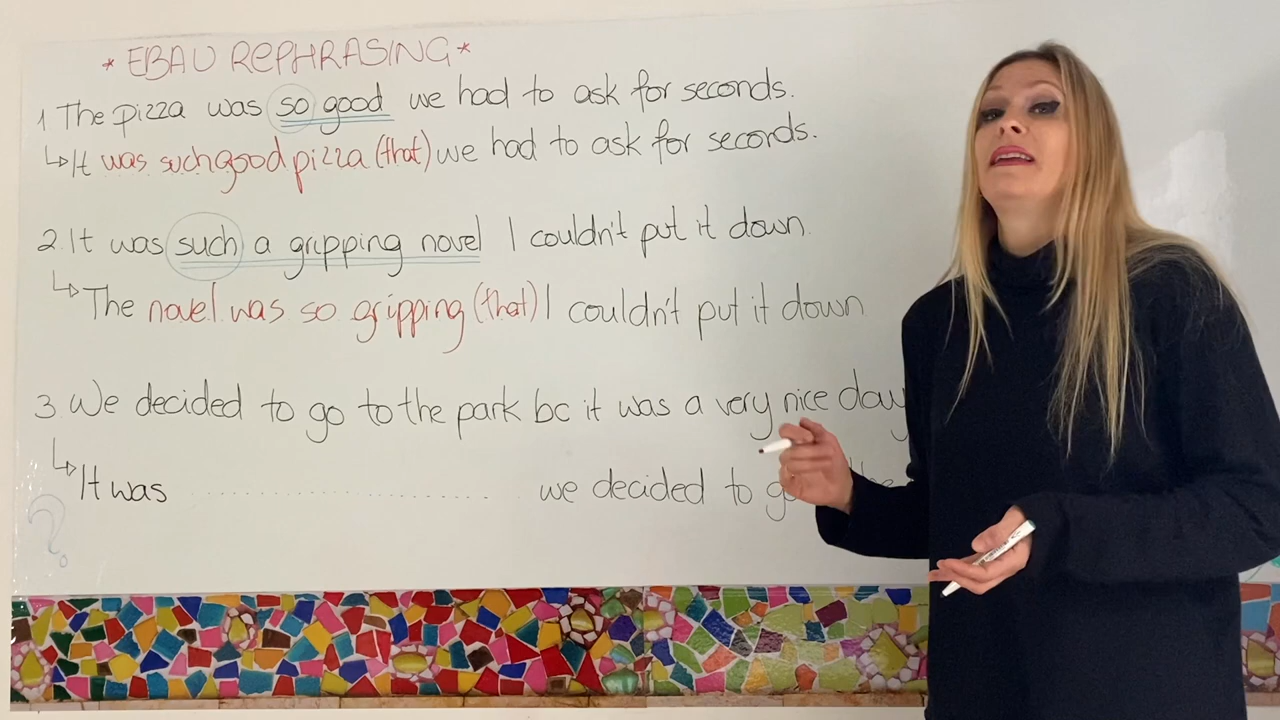 * EBAU REPHRASING *
1 The pizza was so good we had to ask for seconds.
↳ It was such good pizza (that) we had to ask for seconds.
2. It was such a gripping novel I couldn't put it down.
↳ The novel was so gripping (that) I couldn't put it down
3 We decided to go to the park bc it was a very nice day
↳ It was .................... we decided to
?